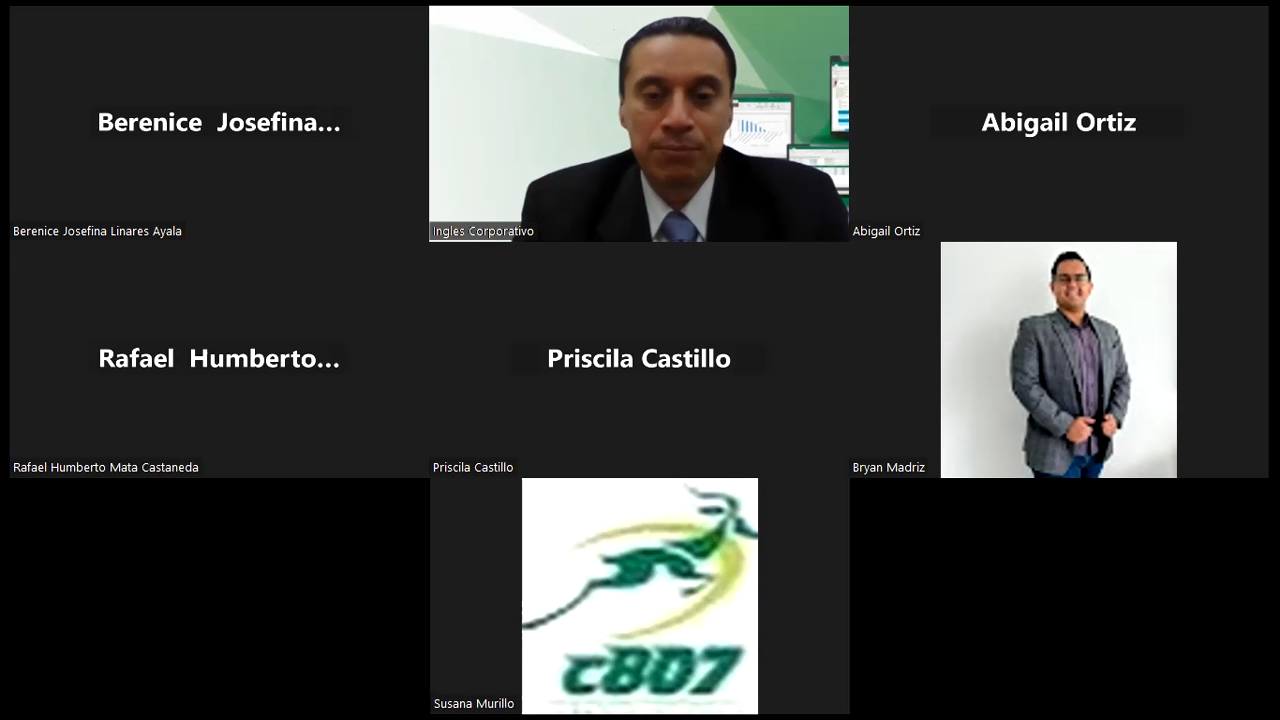 Berenice  Josefina...
Berenice Josefina Linares Ayala
Ingles Corporativo
Abigail Ortiz
Abigail Ortiz
Rafael  Humberto...
Rafael Humberto Mata Castaneda
Priscila Castillo
Priscila Castillo
Bryan Madriz
cBO7
Susana Murillo